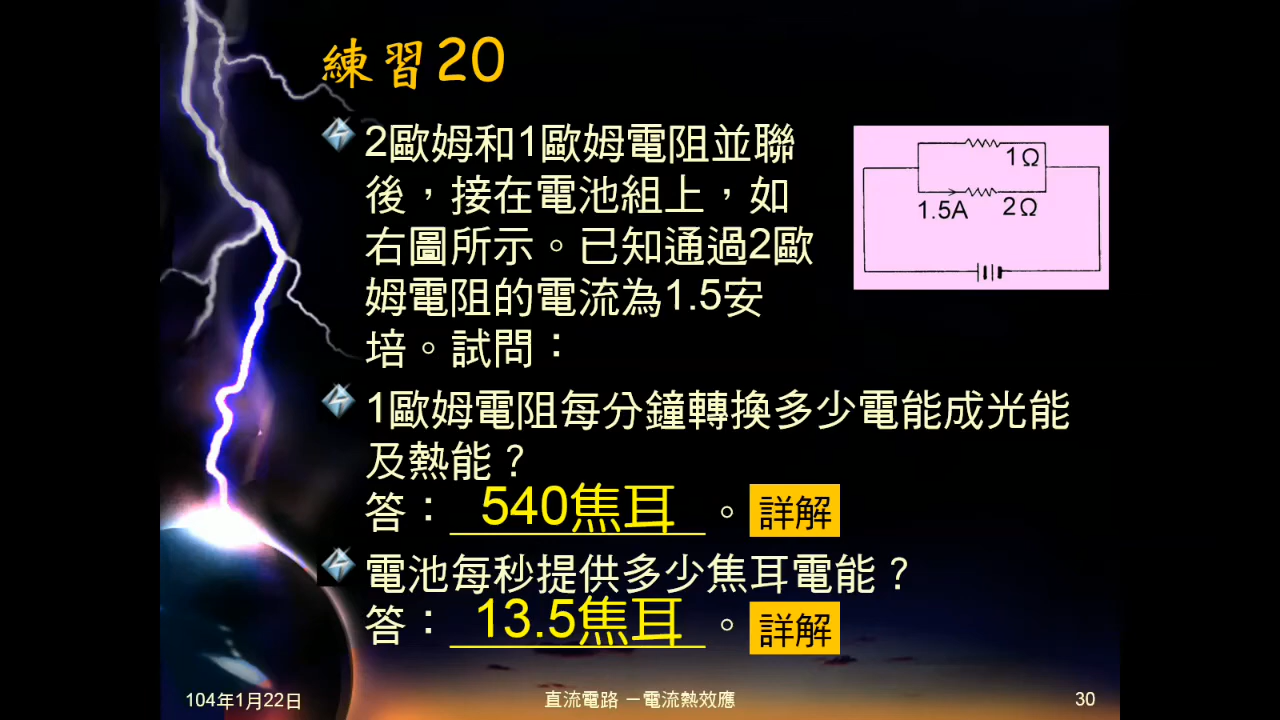 練習20
2歐姆和1歐姆電阻並聯
後，接在電池組上，如
右圖所示。已知通過2歐
姆電阻的電流為1.5安
培。試問：
1Ω
1.5A 2Ω
1歐姆電阻每分鐘轉換多少電能成光能
及熱能？
答：540焦耳。詳解
電池每秒提供多少焦耳電能？
答：13.5焦耳。詳解
104年1月22日
直流電路 －電流熱效應
30